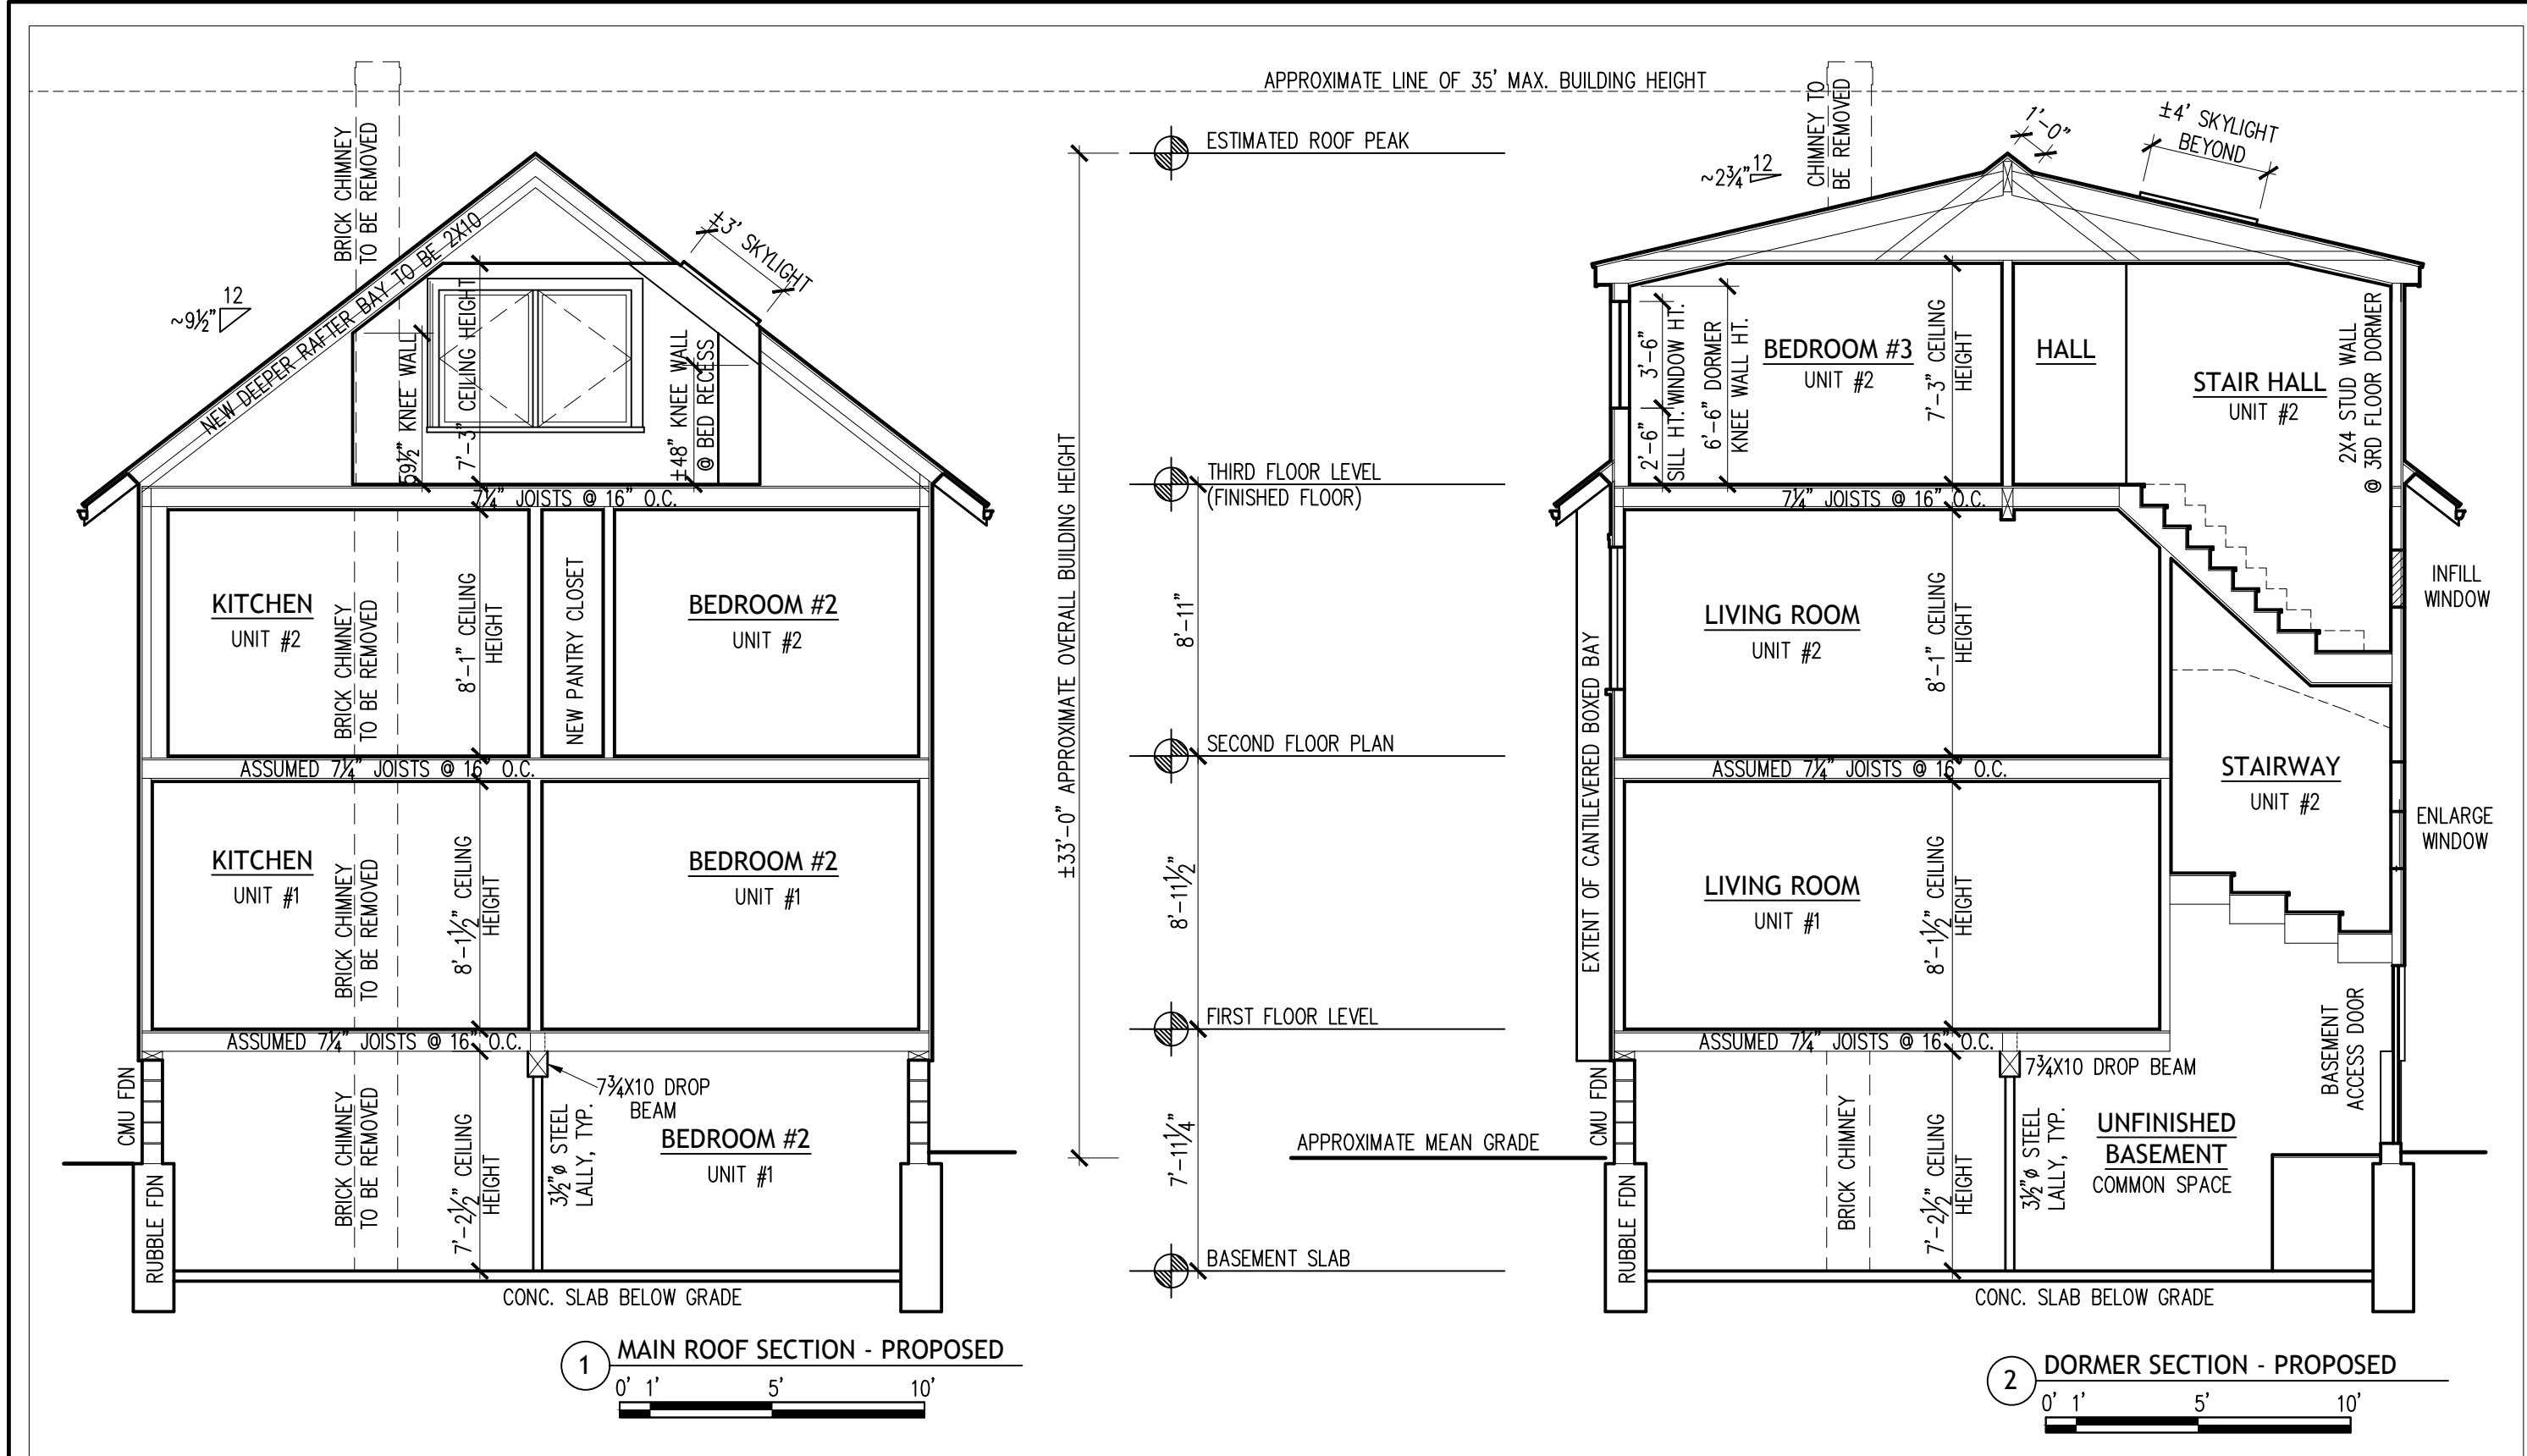 APPROXIMATE LINE OF 35' MAX. BUILDING HEIGHT
BRICK CHIMNEY
TO BE REMOVED
NEW DEEPER RAFTER BAY TO BE 2X10
±3' SKYLIGHT
12
~9½"
59½" KNEE WALL
7'-3" CEILING HEIGHT
±48" KNEE WALL
@ BED RECESS
7¼" JOISTS @ 16" O.C.
KITCHEN
UNIT #2
BRICK CHIMNEY
TO BE REMOVED
8'-1" CEILING
HEIGHT
NEW PANTRY CLOSET
BEDROOM #2
UNIT #2
ASSUMED 7¼" JOISTS @ 16" O.C.
KITCHEN
UNIT #1
BRICK CHIMNEY
TO BE REMOVED
8'-1½" CEILING
HEIGHT
BEDROOM #2
UNIT #1
ASSUMED 7¼" JOISTS @ 16" O.C.
CMU FDN
RUBBLE FDN
BRICK CHIMNEY
TO BE REMOVED
7'-2½" CEILING
HEIGHT
7¾X10 DROP
BEAM
3½"ø STEEL
LALLY, TYP.
BEDROOM #2
UNIT #1
CONC. SLAB BELOW GRADE
1
MAIN ROOF SECTION - PROPOSED
0' 1' 5' 10'
±33'-0" APPROXIMATE OVERALL BUILDING HEIGHT
ESTIMATED ROOF PEAK
THIRD FLOOR LEVEL
(FINISHED FLOOR)
8'-11"
SECOND FLOOR PLAN
8'-11½"
FIRST FLOOR LEVEL
7'-11¼"
APPROXIMATE MEAN GRADE
BASEMENT SLAB
CHIMNEY TO
BE REMOVED
12
~2¾"
1'-0"
±4' SKYLIGHT
BEYOND
3'-6"
WINDOW HT.
2'-6"
SILL HT.
6'-6" DORMER
KNEE WALL HT.
BEDROOM #3
UNIT #2
7'-3" CEILING
HEIGHT
HALL
STAIR HALL
UNIT #2
2X4 STUD WALL
@ 3RD FLOOR DORMER
7¼" JOISTS @ 16" O.C.
EXTENT OF CANTILEVERED BOXED BAY
LIVING ROOM
UNIT #2
8'-1" CEILING
HEIGHT
INFILL
WINDOW
ASSUMED 7¼" JOISTS @ 16" O.C.
STAIRWAY
UNIT #2
ENLARGE
WINDOW
LIVING ROOM
UNIT #1
8'-1½" CEILING
HEIGHT
ASSUMED 7¼" JOISTS @ 16" O.C.
BASEMENT
ACCESS DOOR
CMU FDN
RUBBLE FDN
BRICK CHIMNEY
7'-2½" CEILING
HEIGHT
7¾X10 DROP BEAM
3½"ø STEEL
LALLY, TYP.
UNFINISHED
BASEMENT
COMMON SPACE
CONC. SLAB BELOW GRADE
2
DORMER SECTION - PROPOSED
0' 1' 5' 10'